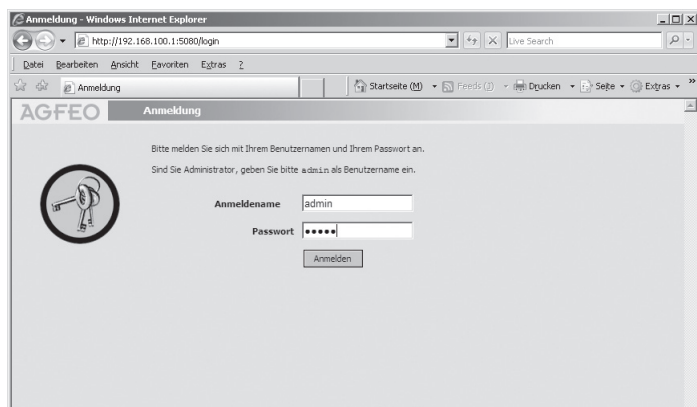 Anmeldung - Windows Internet Explorer
http://192.168.100.1:5080/login
Live Search
Datei Bearbeiten Ansicht Favoriten Extras ?
Anmeldung
Startseite (M) Feeds (J) Drucken Seite Extras
AGFEO Anmeldung
Bitte melden Sie sich mit Ihrem Benutzernamen und Ihrem Passwort an.
Sind Sie Administrator, geben Sie bitte admin als Benutzername ein.
Anmeldename admin
Passwort •••••
Anmelden